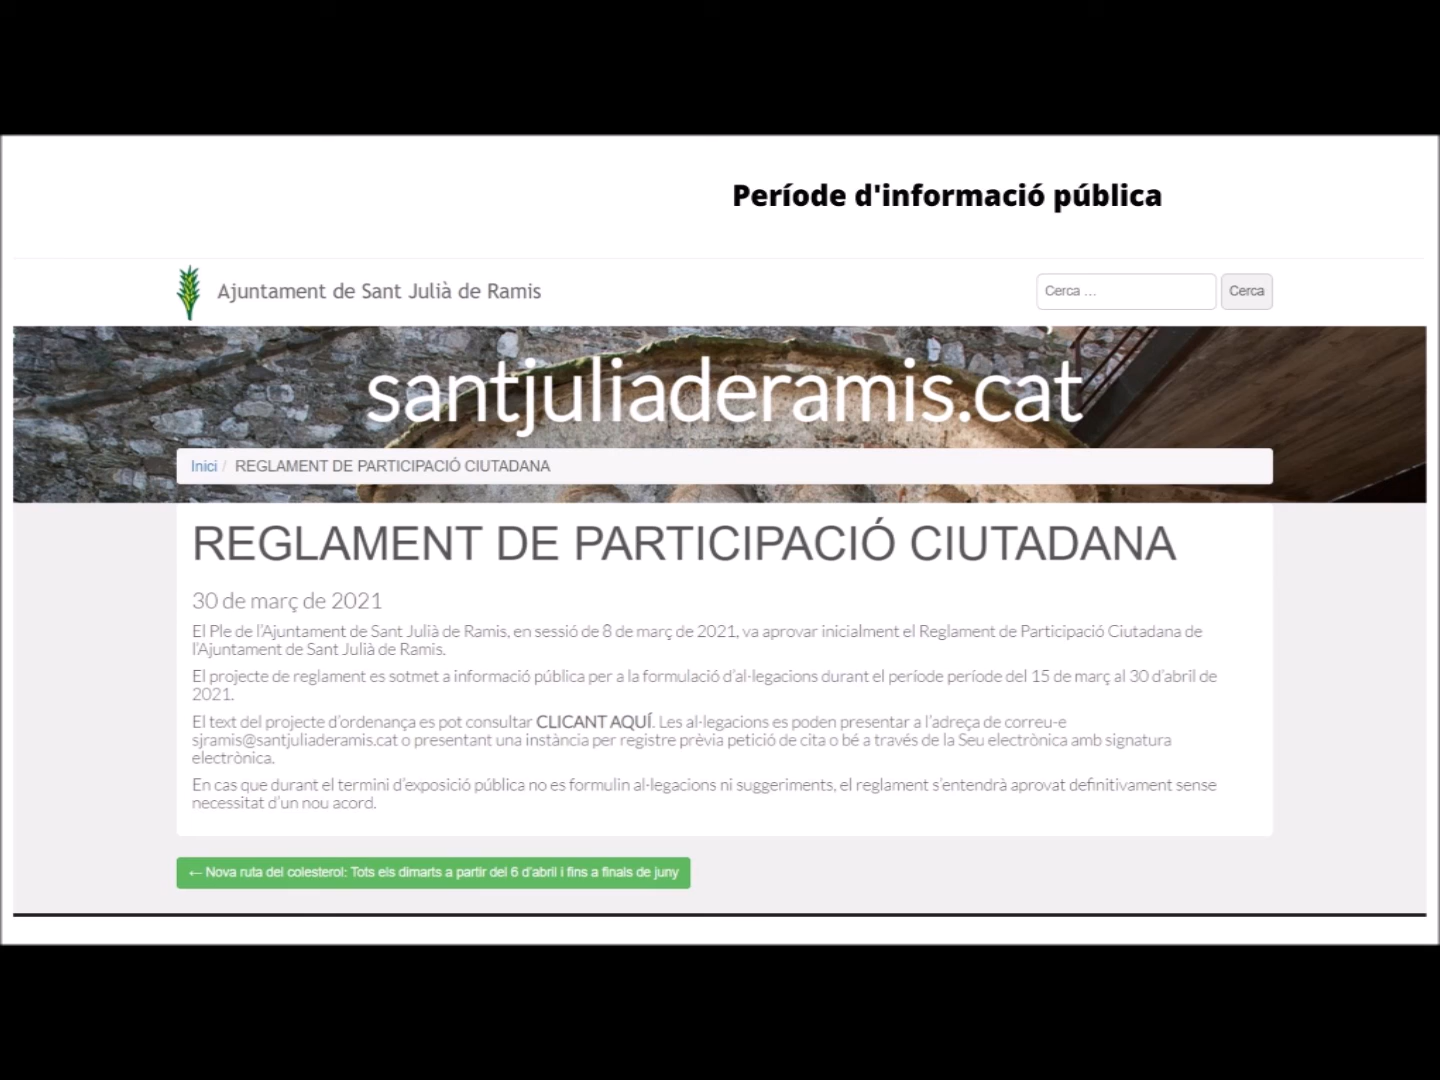 Període d'informació pública
Ajuntament de Sant Julià de Ramis
Cerca ...
Cerca
santjuliaderamis.cat
Inici / REGLAMENT DE PARTICIPACIÓ CIUTADANA
REGLAMENT DE PARTICIPACIÓ CIUTADANA
30 de març de 2021
El Ple de l'Ajuntament de Sant Julià de Ramis, en sessió de 8 de març de 2021, va aprovar inicialment el Reglament de Participació Ciutadana de
l'Ajuntament de Sant Julià de Ramis.
El projecte de reglament es sotmet a informació pública per a la formulació d'al·legacions durant el període període del 15 de març al 30 d'abril de
2021.
El text del projecte d'ordenança es pot consultar CLICANT AQUÍ. Les al·legacions es poden presentar a l'adreça de correu-e
sjramis@santjuliaderamis.cat o presentant una instància per registre prèvia petició de cita o bé a través de la Seu electrònica amb signatura
electrònica.
En cas que durant el termini d'exposició pública no es formulin al·legacions ni suggeriments, el reglament s'entendrà aprovat definitivament sense
necessitat d'un nou acord.
← Nova ruta del colesterol: Tots els dimarts a partir del 6 d'abril i fins a finals de juny